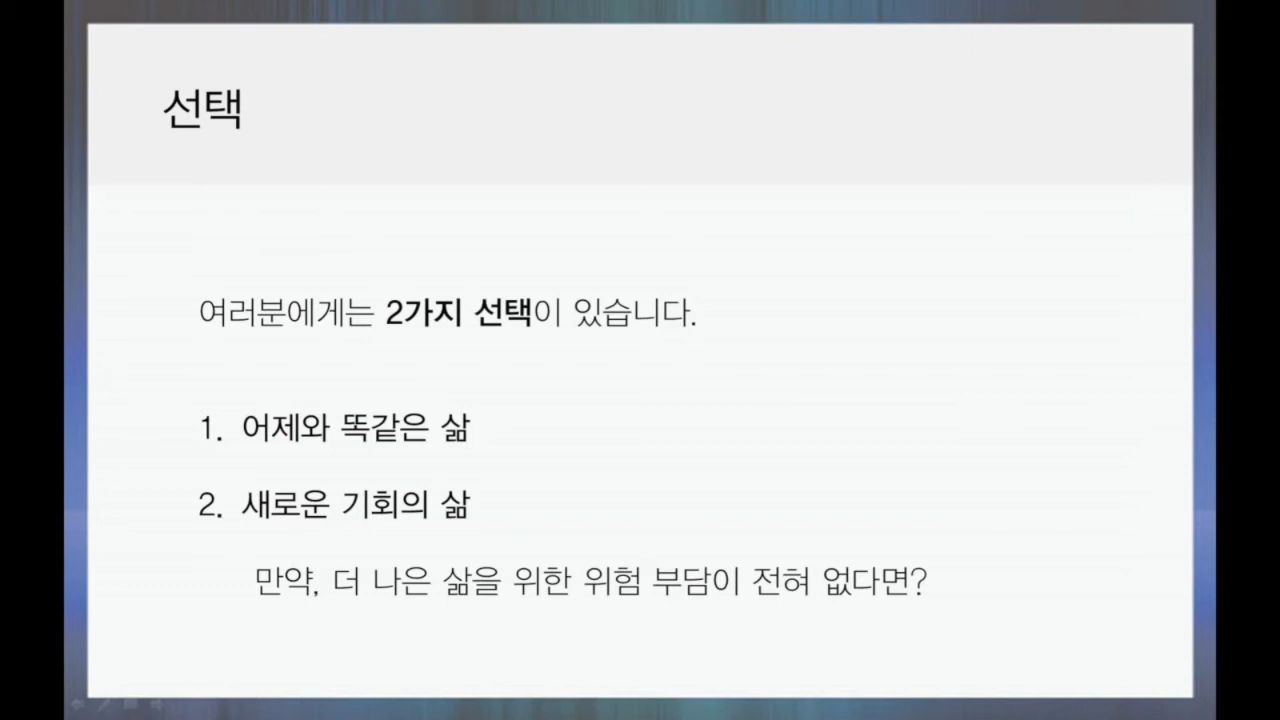 선택
여러분에게는 2가지 선택이 있습니다.
1. 어제와 똑같은 삶
2. 새로운 기회의 삶
만약, 더 나은 삶을 위한 위험 부담이 전혀 없다면?